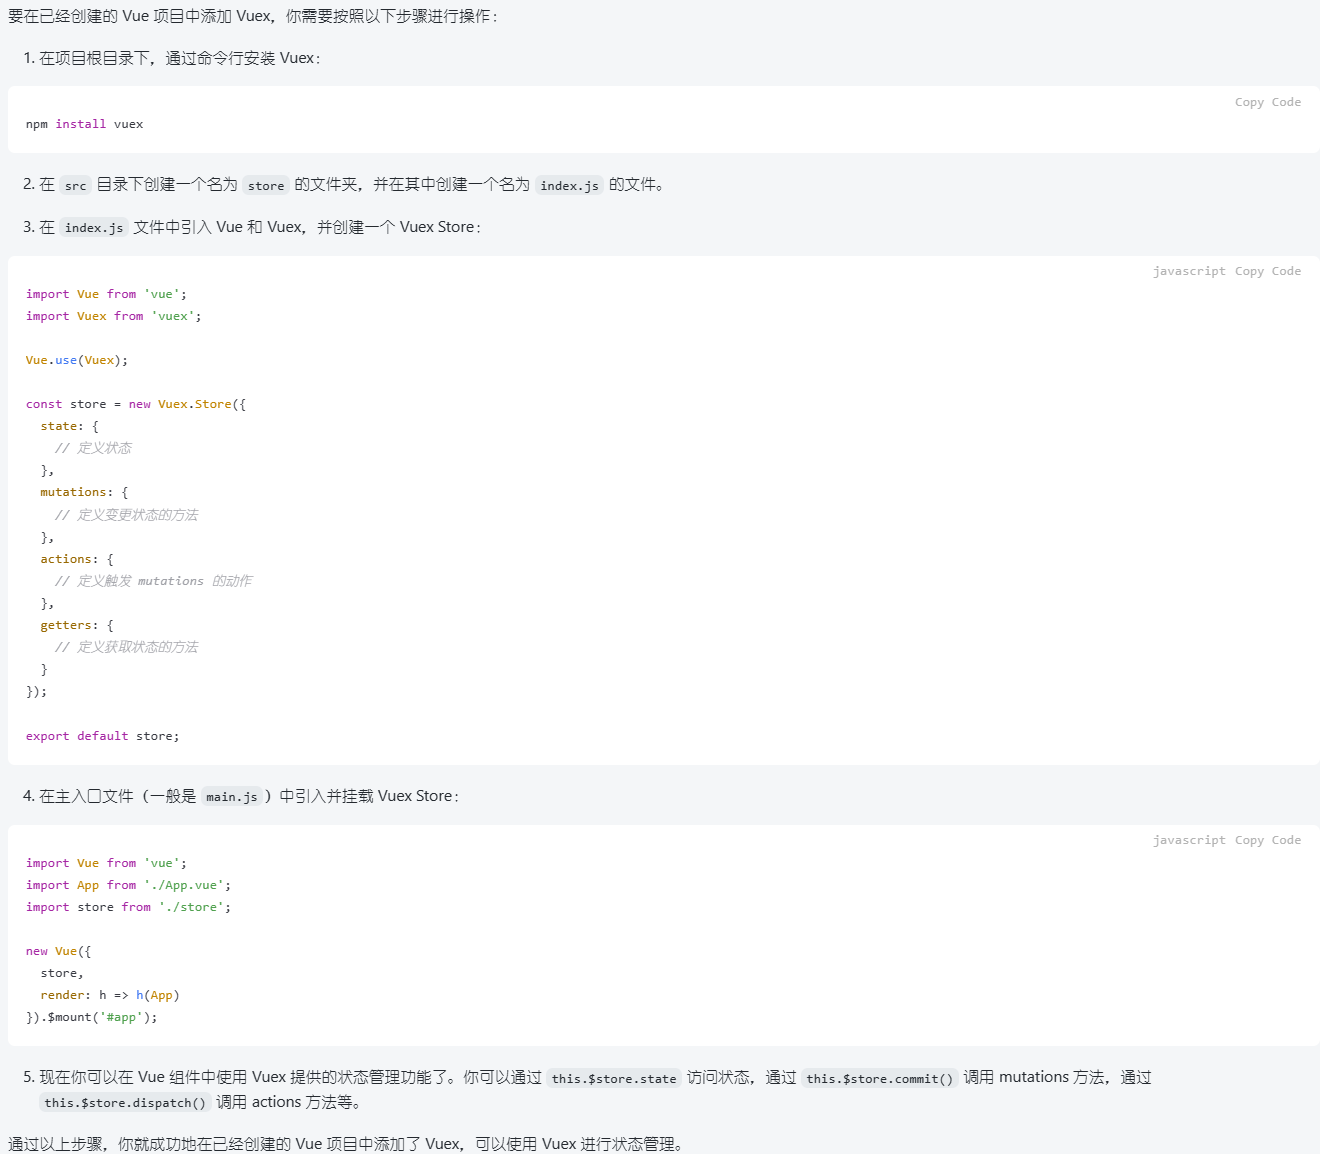 要在已经创建的 Vue 项目中添加 Vuex，你需要按照以下步骤进行操作：
1. 在项目根目录下，通过命令行安装 Vuex：
Copy Code
npm install vuex
2. 在 src 目录下创建一个名为 store 的文件夹，并在其中创建一个名为 index.js 的文件。
3. 在 index.js 文件中引入 Vue 和 Vuex，并创建一个 Vuex Store：
javascript Copy Code
import Vue from 'vue';
import Vuex from 'vuex';
Vue.use(Vuex);
const store = new Vuex.Store({
  state: {
    // 定义状态
  },
  mutations: {
    // 定义变更状态的方法
  },
  actions: {
    // 定义触发 mutations 的动作
  },
  getters: {
    // 定义获取状态的方法
  }
});
export default store;
4. 在主入口文件（一般是 main.js ）中引入并挂载 Vuex Store：
javascript Copy Code
import Vue from 'vue';
import App from './App.vue';
import store from './store';
new Vue({
  store,
  render: h => h(App)
}).$mount('#app');
5. 现在你可以在 Vue 组件中使用 Vuex 提供的状态管理功能了。你可以通过 this.$store.state 访问状态，通过 this.$store.commit() 调用 mutations 方法，通过
this.$store.dispatch() 调用 actions 方法等。
通过以上步骤，你就成功地在已经创建的 Vue 项目中添加了 Vuex，可以使用 Vuex 进行状态管理。